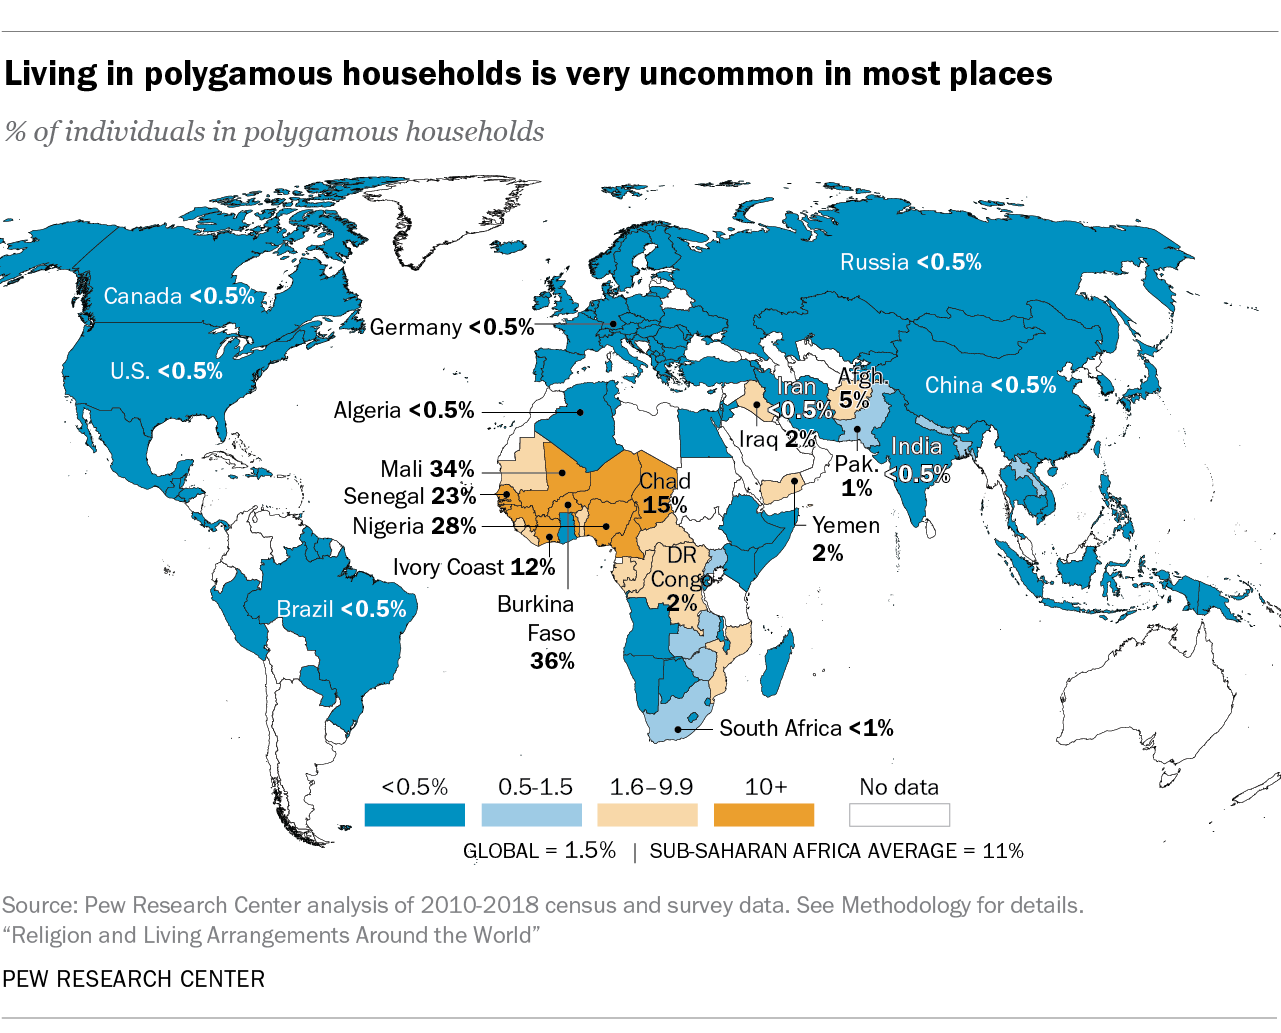 Living in polygamous households is very uncommon in most places
% of individuals in polygamous households
Russia <0.5%
Canada <0.5%
Germany <0.5%
U.S. <0.5%
Afgh.
5%
Iran
<0.5%
China <0.5%
Algeria <0.5%
Iraq 2%
India
<0.5%
Mali 34%
Chad
15%
Pak.
1%
Senegal 23%
Nigeria 28%
Yemen
2%
Ivory Coast 12%
DR
Congo
2%
Burkina
Faso
36%
Brazil <0.5%
South Africa <1%
<0.5%
0.5-1.5
1.6–9.9
10+
No data
GLOBAL = 1.5% | SUB-SAHARAN AFRICA AVERAGE = 11%
Source: Pew Research Center analysis of 2010-2018 census and survey data. See Methodology for details.
“Religion and Living Arrangements Around the World”
PEW RESEARCH CENTER